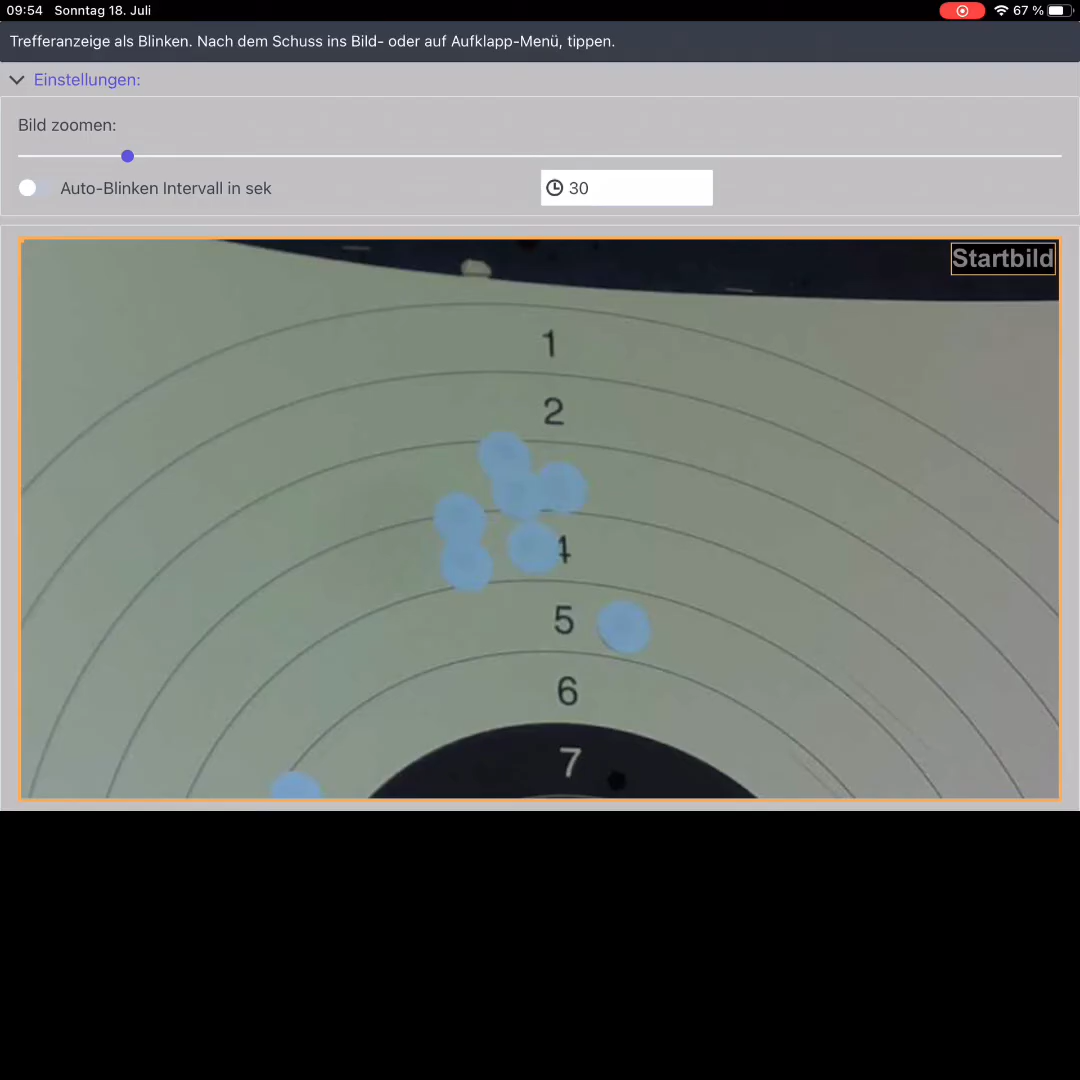 09:54 Sonntag 18. Juli 67 %
Trefferanzeige als Blinken. Nach dem Schuss ins Bild- oder auf Aufklapp-Menü, tippen.
Einstellungen:
Bild zoomen:
Auto-Blinken Intervall in sek 30
Startbild
1
2
4
5
6
7